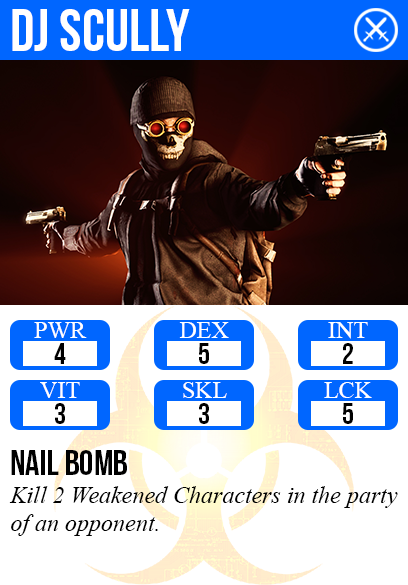 DJ SCULLY
PWR DEX INT
4 5 2
VIT SKL LCK
3 3 5
NAIL BOMB
Kill 2 Weakened Characters in the party
of an opponent.